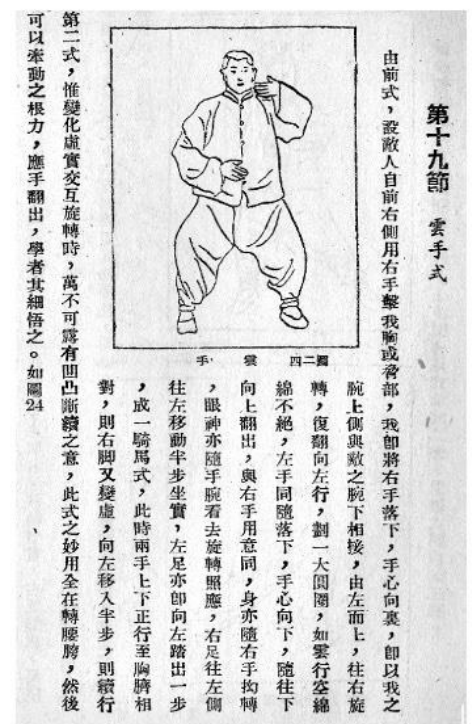 第十九節　雲手式
由前式，設敵人自前右側用右手擊我胸或脅部，我卽將右手落下，手心向裏，卽以我之
腕上側與敵之腕下相接，由左而上，往右旋
轉，復翻向左行，劃一大圓圈，如雲行空綿
綿不絕，左手同隨落下，手心向下，隨往下
向上翻出，與右手用意同，身亦隨右手拘轉
，眼神亦隨手腕看去旋轉照應，右足往左側
往左移動半步坐實，左足亦卽向左踏出一步
，成一騎馬式，此時兩手上下正行至胸臍相
對，則右脚又變虛，向左移入半步，則續行
圖二四　雲手
第二式，惟變化虛實交互旋轉時，萬不可露有凹凸斷續之意，此式之妙用全在轉腰胯，然後
可以牽動之根力，應手翻出，學者其細悟之。如圖24